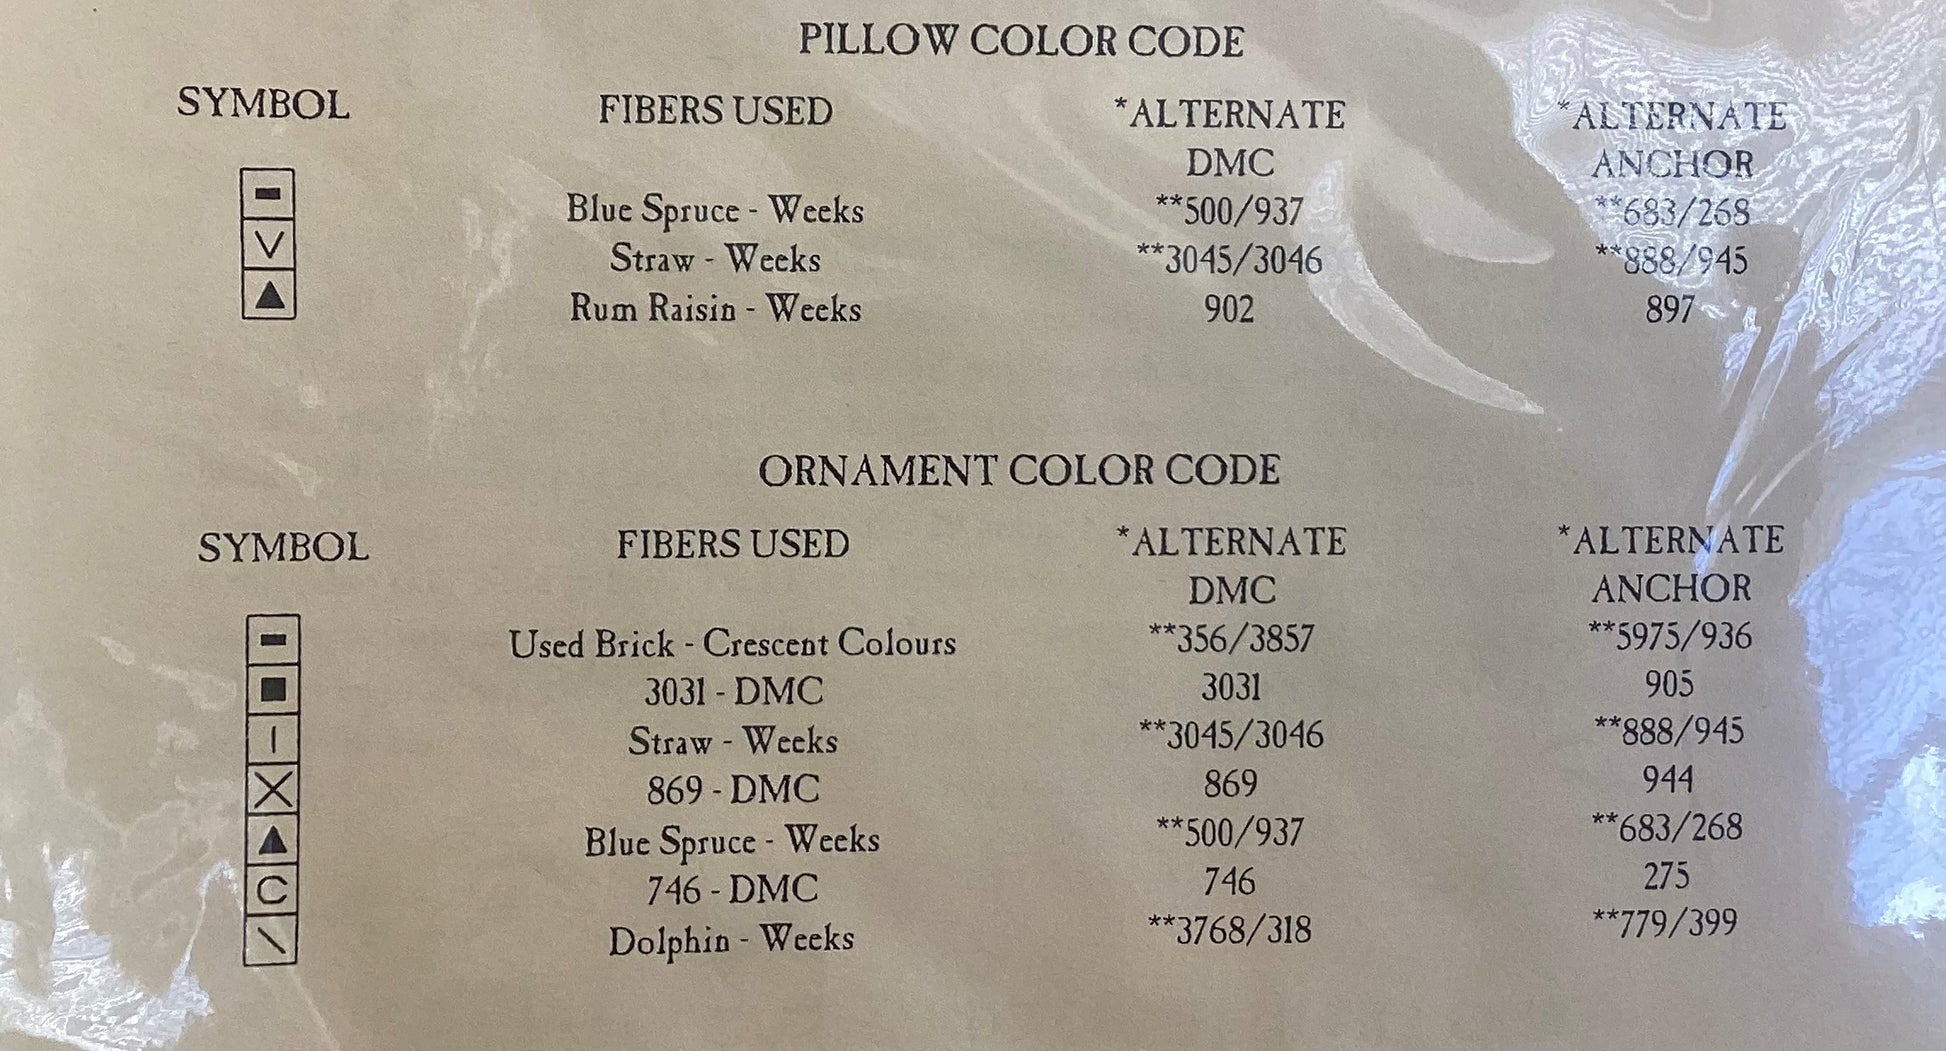 PILLOW COLOR CODE
SYMBOL FIBERS USED *ALTERNATE *ALTERNATE
DMC ANCHOR
Blue Spruce - Weeks **500/937 **683/268
V Straw - Weeks **3045/3046 **888/945
Rum Raisin - Weeks 902 897
ORNAMENT COLOR CODE
SYMBOL FIBERS USED *ALTERNATE *ALTERNATE
DMC ANCHOR
Used Brick - Crescent Colours **356/3857 **5975/936
3031 - DMC 3031 905
| Straw - Weeks **3045/3046 **888/945
X 869 - DMC 869 944
Blue Spruce - Weeks **500/937 **683/268
C 746 - DMC 746 275
\ Dolphin - Weeks **3768/318 **779/399